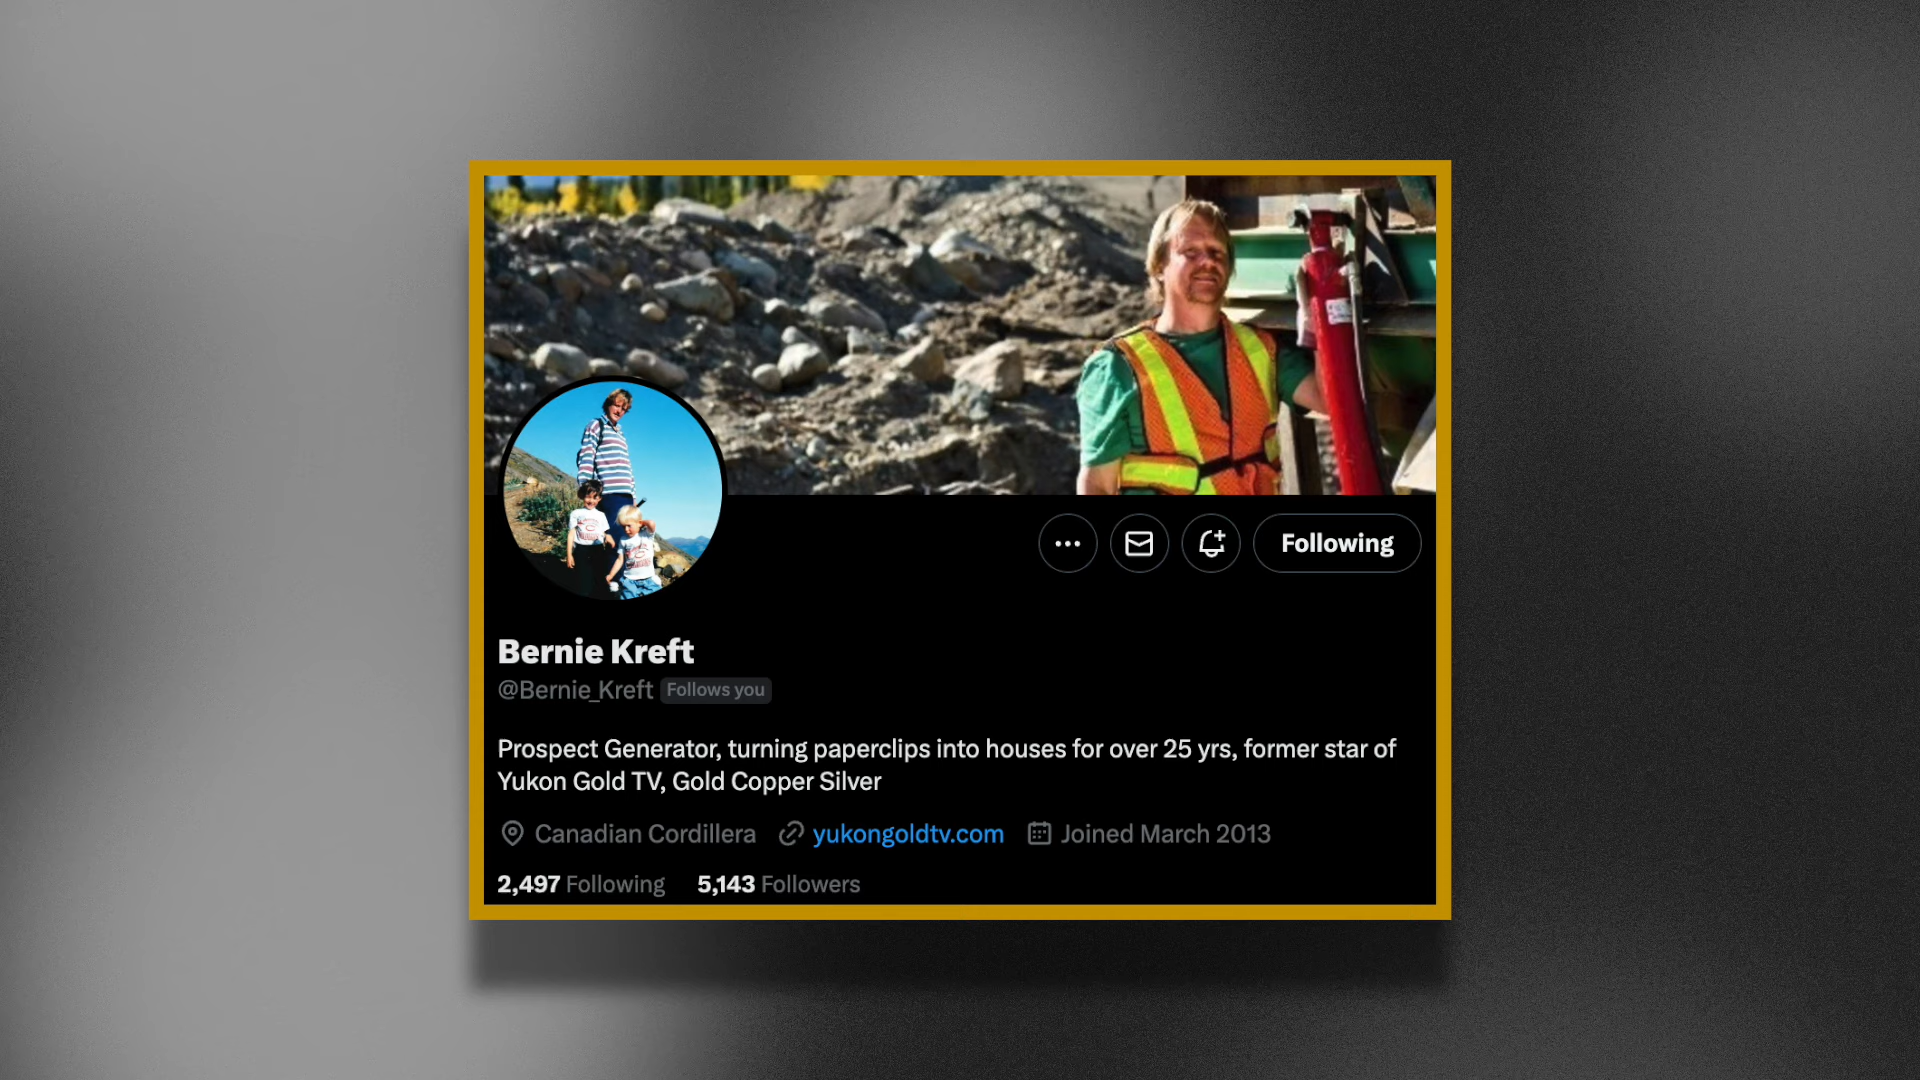 Following
Bernie Kreft
@Bernie_Kreft Follows you
Prospect Generator, turning paperclips into houses for over 25 yrs, former star of
Yukon Gold TV, Gold Copper Silver
Canadian Cordillera yukongoldtv.com Joined March 2013
2,497 Following 5,143 Followers